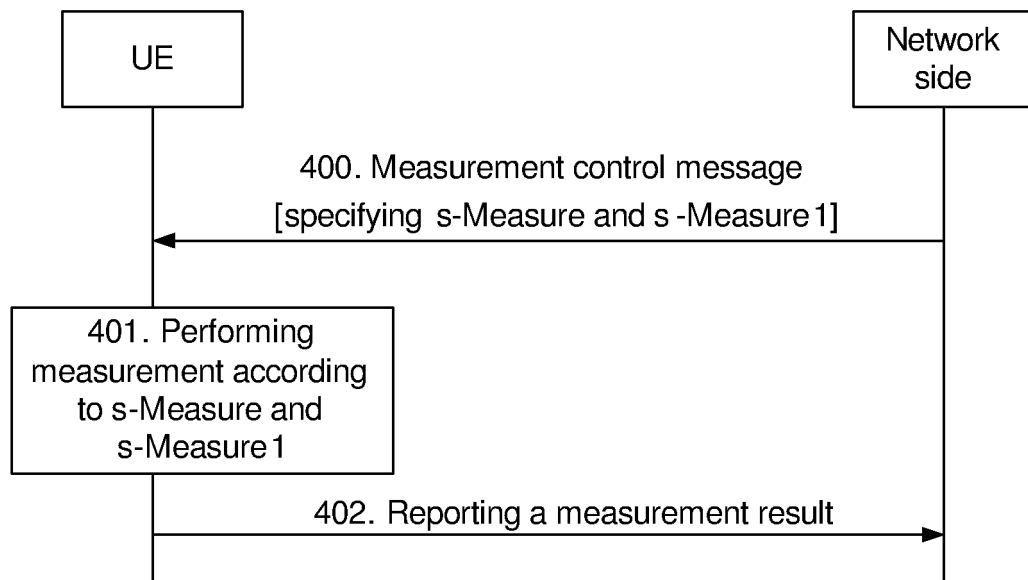 UE
Network
side
400. Measurement control message
[specifying s-Measure and s-Measure1]
401. Performing
measurement according
to s-Measure and
s-Measure1
402. Reporting a measurement result